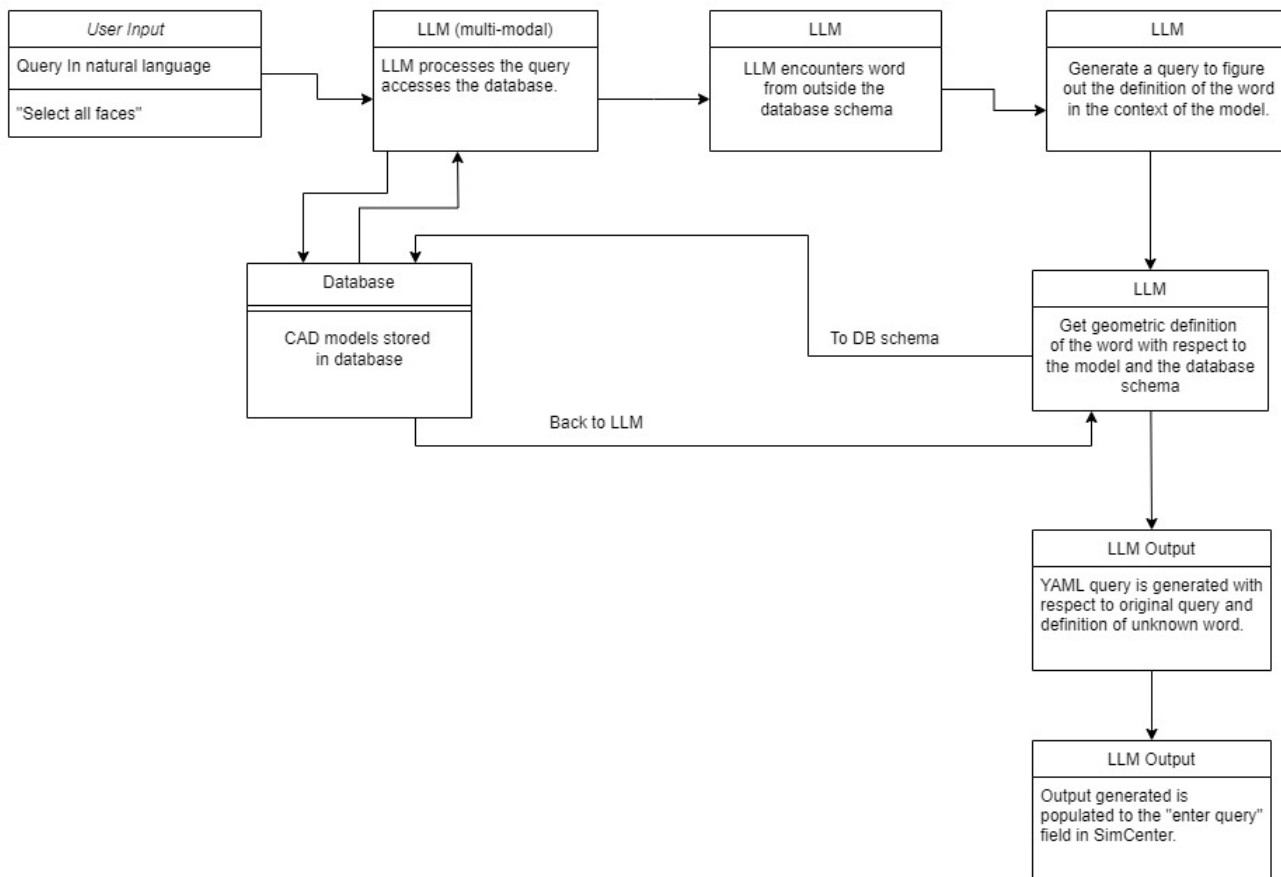 User Input
Query In natural language
"Select all faces"
LLM (multi-modal)
LLM processes the query
accesses the database.
LLM
LLM encounters word
from outside the
database schema
LLM
Generate a query to figure
out the definition of the word
in the context of the model.
Database
CAD models stored
in database
To DB schema
Back to LLM
LLM
Get geometric definition
of the word with respect to
the model and the database
schema
LLM Output
YAML query is generated with
respect to original query and
definition of unknown word.
LLM Output
Output generated is
populated to the "enter query"
field in SimCenter.